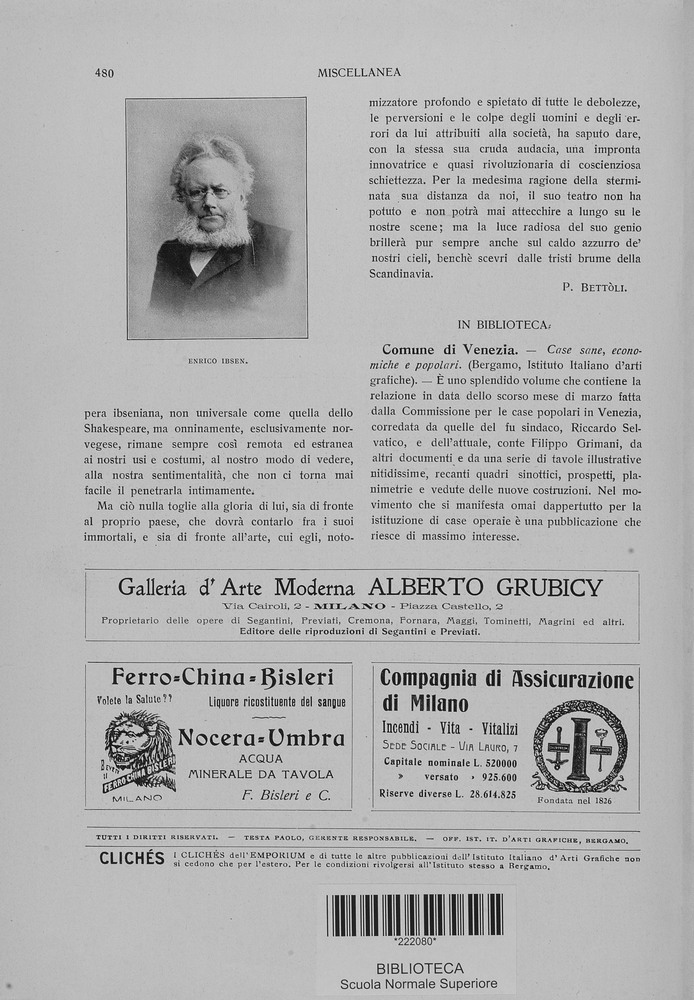 480
MISCELLANEA
ENRICO IBSEN.
pera ibseniana, non universale come quella dello
Shakespeare, ma onninamente, esclusivamente nor-
vegese, rimane sempre così remota ed estranea
ai nostri usi e costumi, al nostro modo di vedere,
alla nostra sentimentalità, che non ci torna mai
facile il penetrarla intimamente.
Ma ciò nulla toglie alla gloria di lui, sia di fronte
al proprio paese, che dovrà contarlo fra i suoi
immortali, e sia di fronte all'arte, cui egli, noto-
mizzatore profondo e spietato di tutte le debolezze,
le perversioni e le colpe degli uomini e degli er-
rori da lui attribuiti alla società, ha saputo dare,
con la stessa sua cruda audacia, una impronta
innovatrice e quasi rivoluzionaria di coscienziosa
schiettezza. Per la medesima ragione della stermi-
nata sua distanza da noi, il suo teatro non ha
potuto e non potrà mai attecchire a lungo su le
nostre scene; ma la luce radiosa del suo genio
brillerà pur sempre anche sul caldo azzurro de'
nostri cieli, benchè scevri dalle tristi brume della
Scandinavia.
P. BETTÒLI.
IN BIBLIOTECA.
Comune di Venezia. — Case sane, econo-
miche e popolari. (Bergamo, Istituto Italiano d'arti
grafiche). — È uno splendido volume che contiene la
relazione in data dello scorso mese di marzo fatta
dalla Commissione per le case popolari in Venezia,
corredata da quelle del fu sindaco, Riccardo Sel-
vatico, e dell'attuale, conte Filippo Grimani, da
altri documenti e da una serie di tavole illustrative
nitidissime, recanti quadri sinottici, prospetti, pla-
nimetrie e vedute delle nuove costruzioni. Nel mo-
vimento che si manifesta omai dappertutto per la
istituzione di case operaie è una pubblicazione che
riesce di massimo interesse.
Galleria d'Arte Moderna ALBERTO GRUBICY
Via Cairoli, 2 - MILANO - Piazza Castello, 2
Proprietario delle opere di Segantini, Previati, Cremona, Fornara, Maggi, Tominetti, Magrini ed altri.
Editore delle riproduzioni di Segantini e Previati.
Ferro-China-Bisleri
Volete la Salute??
Liquore ricostituente del sangue
Bevete il
FERRO CHINA BISLERI
MILANO
Nocera-Umbra
ACQUA
MINERALE DA TAVOLA
F. Bisleri e C.
Compagnia di Assicurazione
di Milano
Incendi - Vita - Vitalizi
SEDE SOCIALE - VIA LAURO, 7
Capitale nominale L. 520000
» versato » 925.600
Riserve diverse L. 28.614.825
Fondata nel 1826
TUTTI I DIRITTI RISERVATI. — TESTA PAOLO, GERENTE RESPONSABILE. — OFF. IST. IT. D'ARTI GRAFICHE, BERGAMO.
CLICHÉS I CLICHÉS dell'EMPORIUM e di tutte le altre pubblicazioni dell'Istituto Italiano d'Arti Grafiche non
si cedono che per l'estero. Per le condizioni rivolgersi all'Istituto stesso a Bergamo.
*222080*
BIBLIOTECA
Scuola Normale Superiore